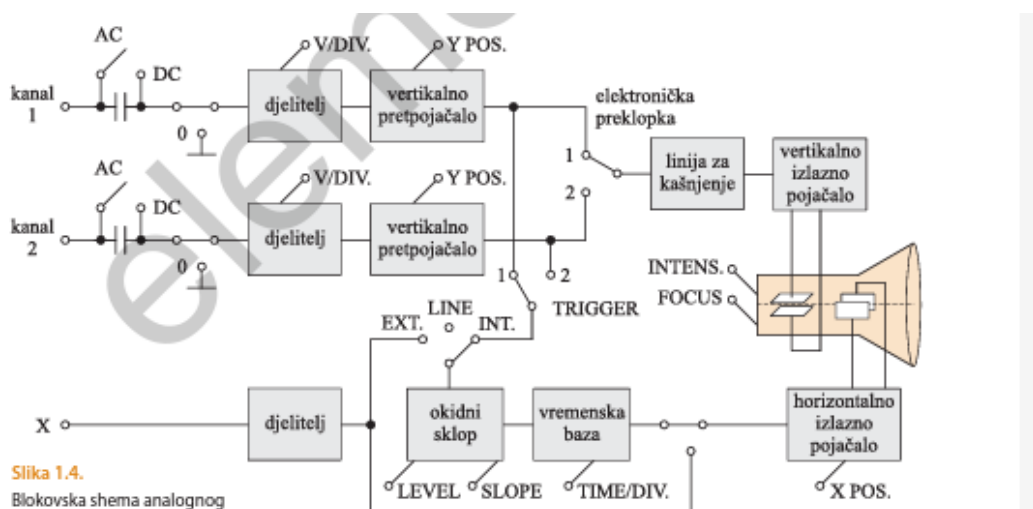 AC
V/DIV.
Y POS.
DC
kanal
1
0
djelitelj
vertikalno
pretpojačalo
elektronička
preklopka
1
2
linija za
kašnjenje
vertikalno
izlazno
pojačalo
AC
V/DIV.
Y POS.
DC
kanal
2
0
djelitelj
vertikalno
pretpojačalo
1
2
TRIGGER
INTENS.
FOCUS
EXT.
LINE
INT.
X
djelitelj
okidni
sklop
vremenska
baza
horizontalno
izlazno
pojačalo
LEVEL
SLOPE
TIME/DIV.
X POS.
Slika 1.4.
Blokovska shema analognog
elem